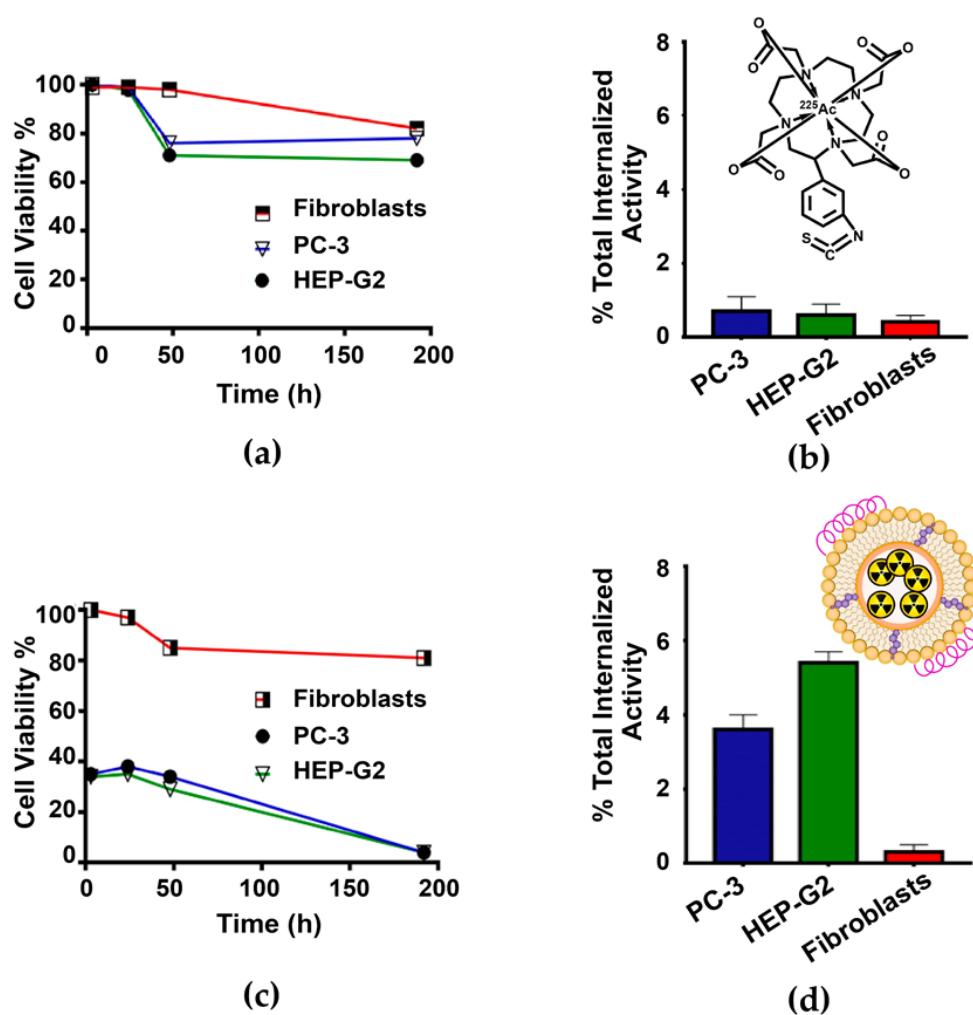 100
80
60
40
20
0
Cell Viability %
Fibroblasts
PC-3
HEP-G2
0 50 100 150 200
Time (h)
(a)
8
6
4
2
0
% Total Internalized
Activity
O O
O O
N N
225Ac
N N
O O
O O
S C N
PC-3 HEP-G2 Fibroblasts
(b)
100
80
60
40
20
0
Cell Viability %
Fibroblasts
PC-3
HEP-G2
0 50 100 150 200
Time (h)
(c)
8
6
4
2
0
% Total Internalized
Activity
PC-3 HEP-G2 Fibroblasts
(d)